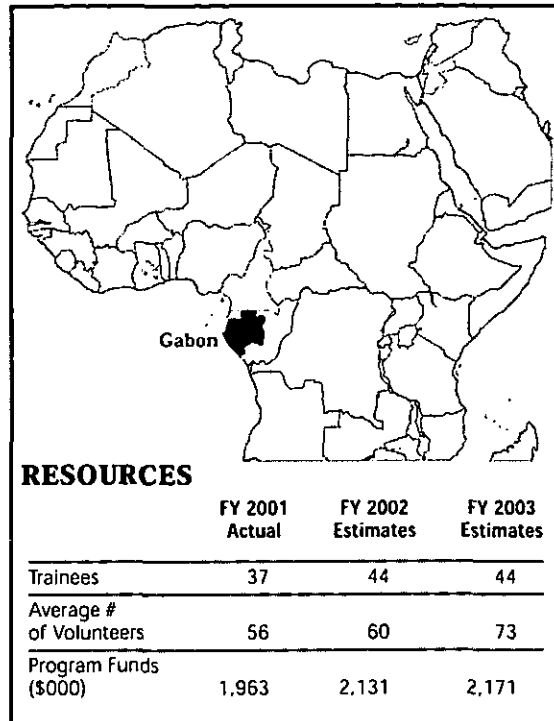 Gabon
RESOURCES
FY 2001 FY 2002 FY 2003
Actual Estimates Estimates
Trainees 37 44 44
Average #
of Volunteers 56 60 73
Program Funds
($000) 1,963 2,131 2,171